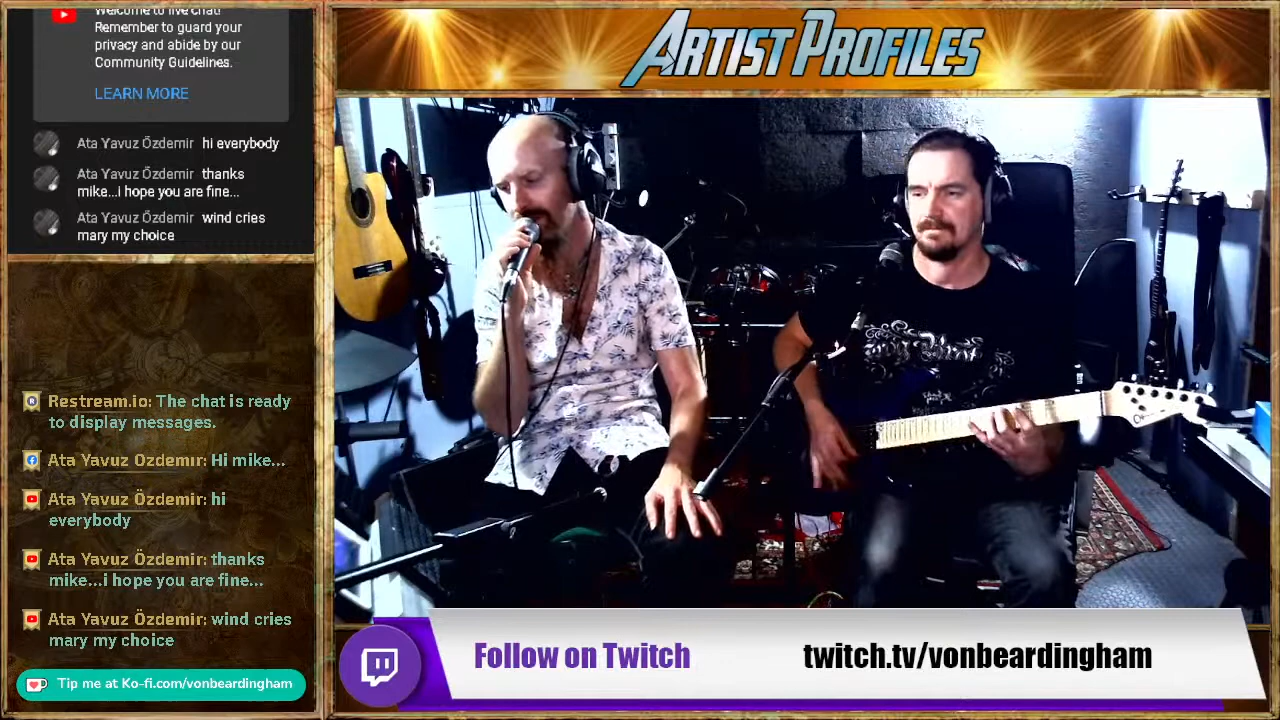 Welcome to live chat!
Remember to guard your
privacy and abide by our
Community Guidelines.
LEARN MORE
Ata Yavuz Özdemir hi everybody
Ata Yavuz Özdemir thanks
mike...i hope you are fine...
Ata Yavuz Özdemir wind cries
mary my choice
Restream.io: The chat is ready
to display messages.
Ata Yavuz Ozdemir: Hi mike...
Ata Yavuz Özdemir: hi
everybody
Ata Yavuz Özdemir: thanks
mike...i hope you are fine...
Ata Yavuz Özdemir: wind cries
mary my choice
Tip me at Ko-fi.com/vonbeardingham
ARTIST PROFILES
Follow on Twitch
twitch.tv/vonbeardingham